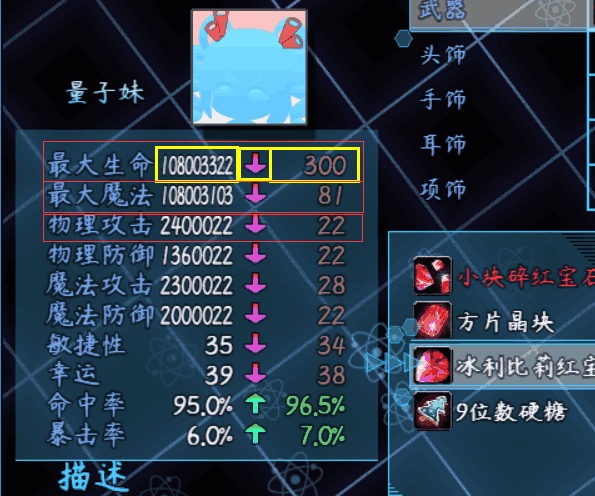 量子妹
最大生命 108003322 300
最大魔法 108003103 81
物理攻击 2400022 22
物理防御 1360022 22
魔法攻击 2300022 28
魔法防御 2000022 22
敏捷性 35 34
幸运 39 38
命中率 95.0% 96.5%
暴击率 6.0% 7.0%
描述
武器
头饰
手饰
耳饰
项饰
小块碎红宝石
方片晶块
冰利比莉红宝
9位数硬糖